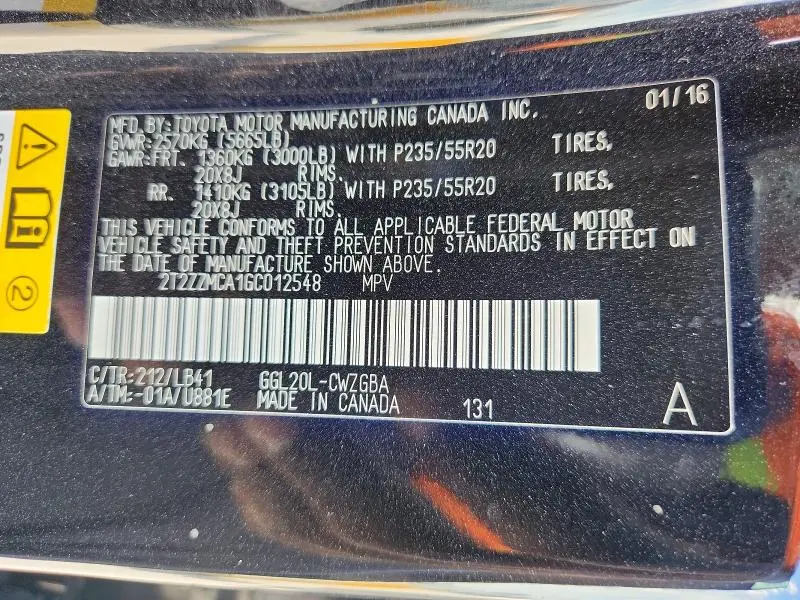 01/16
MFD BY:TOYOTA MOTOR MANUFACTURING CANADA INC.
GVWR:2570KG (5665LB)
GAWR:FRT. 1360KG (3000LB) WITH P235/55R20 TIRES,
20X8J RIMS.
RR. 1410KG (3105LB) WITH P235/55R20 TIRES,
20X8J RIMS.
THIS VEHICLE CONFORMS TO ALL APPLICABLE FEDERAL MOTOR
VEHICLE SAFETY AND THEFT PREVENTION STANDARDS IN EFFECT ON
THE DATE OF MANUFACTURE SHOWN ABOVE.
2T2ZZMCA1GC012548 MPV
C/TR:212/LB41 GGL20L-CWZGBA
A/TM:-01A/U881E MADE IN CANADA 131
A
2